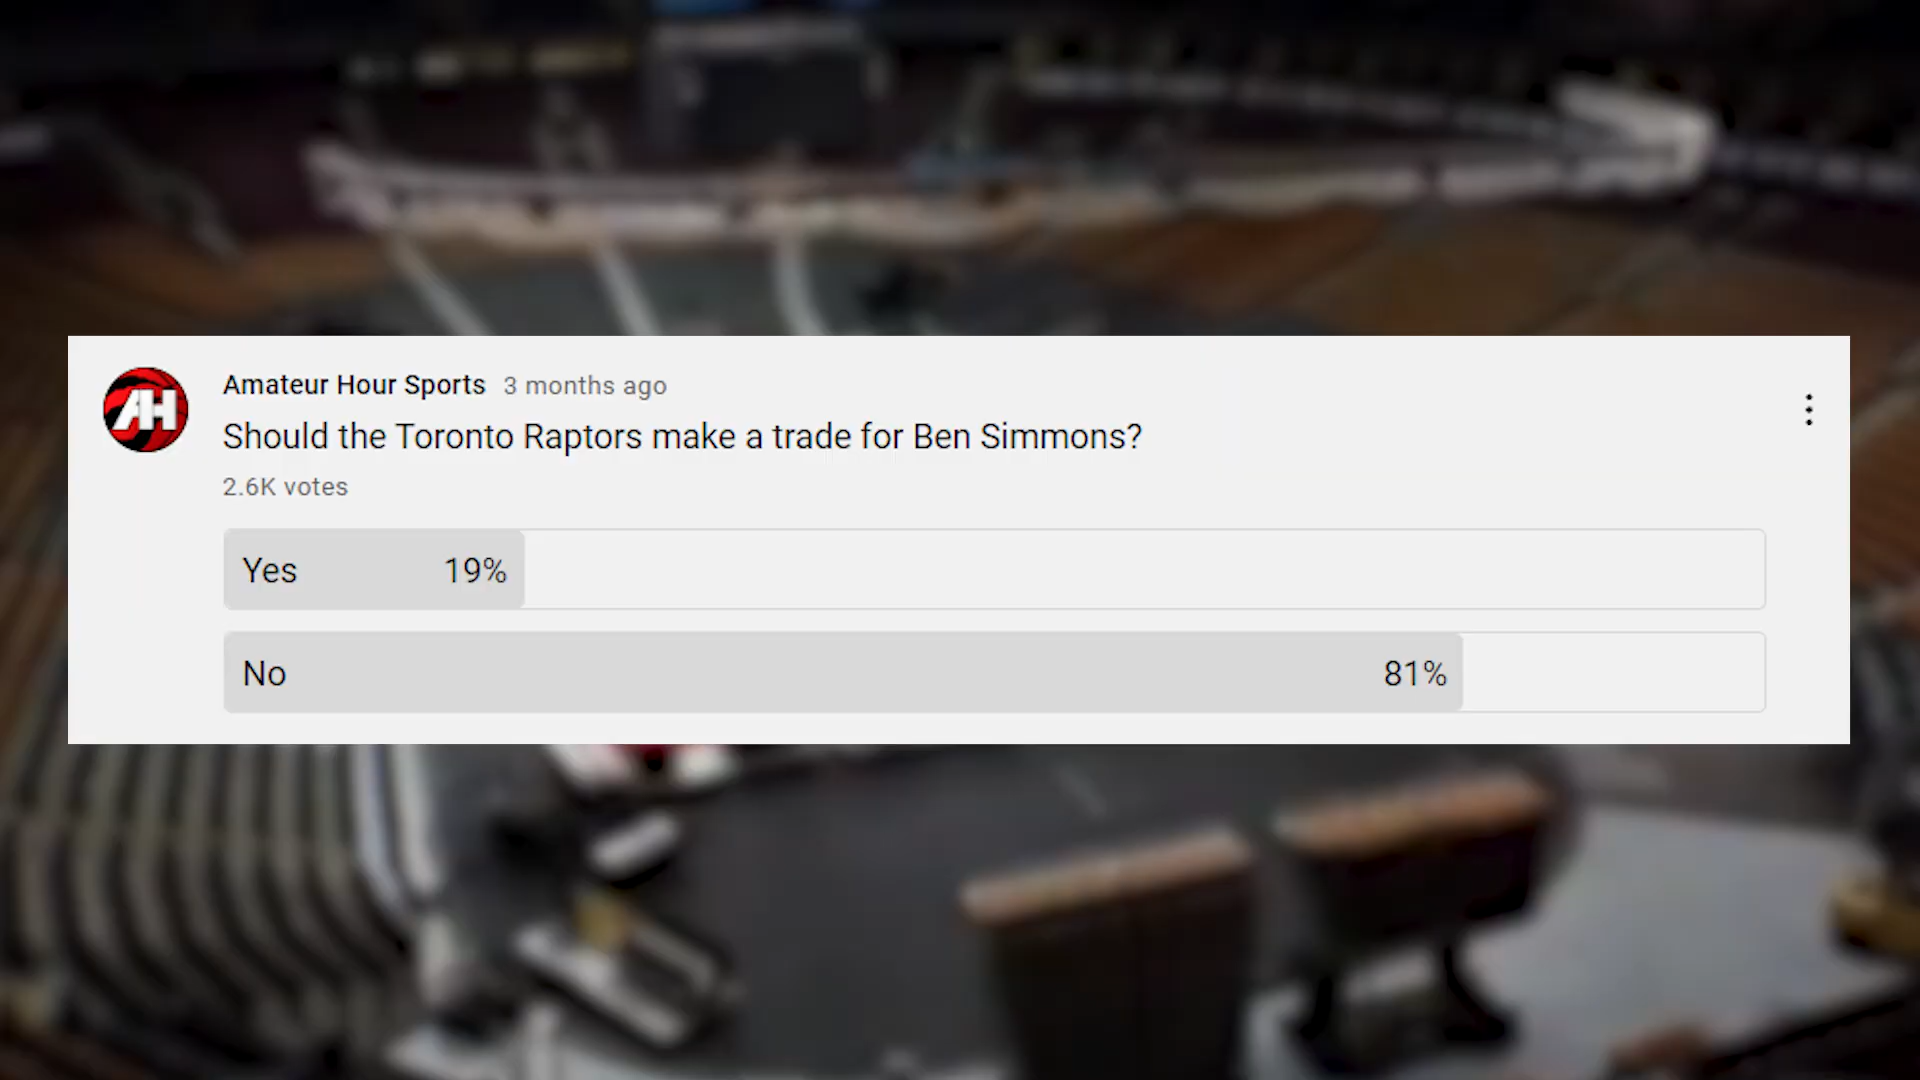 AH
Amateur Hour Sports 3 months ago
Should the Toronto Raptors make a trade for Ben Simmons?
2.6K votes
Yes 19%
No 81%